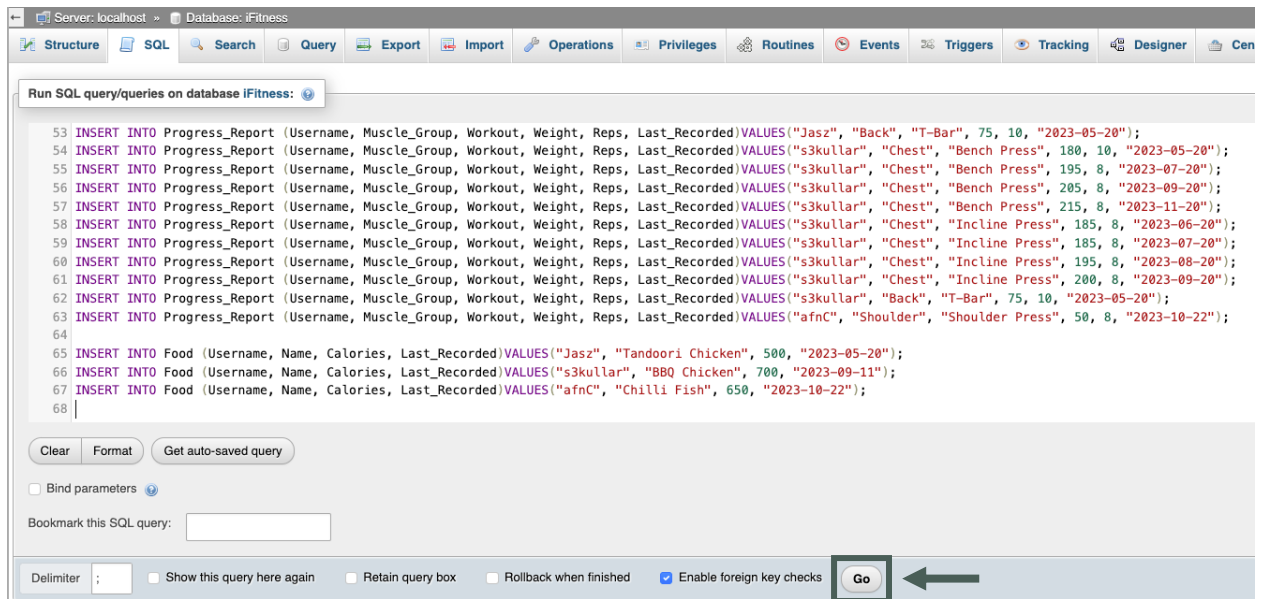 Server: localhost » Database: iFitness
Structure SQL Search Query Export Import Operations Privileges Routines Events Triggers Tracking Designer Cen
Run SQL query/queries on database iFitness:
53 INSERT INTO Progress_Report (Username, Muscle_Group, Workout, Weight, Reps, Last_Recorded)VALUES("Jasz", "Back", "T-Bar", 75, 10, "2023-05-20");
54 INSERT INTO Progress_Report (Username, Muscle_Group, Workout, Weight, Reps, Last_Recorded)VALUES("s3kullar", "Chest", "Bench Press", 180, 10, "2023-05-20");
55 INSERT INTO Progress_Report (Username, Muscle_Group, Workout, Weight, Reps, Last_Recorded)VALUES("s3kullar", "Chest", "Bench Press", 195, 8, "2023-07-20");
56 INSERT INTO Progress_Report (Username, Muscle_Group, Workout, Weight, Reps, Last_Recorded)VALUES("s3kullar", "Chest", "Bench Press", 205, 8, "2023-09-20");
57 INSERT INTO Progress_Report (Username, Muscle_Group, Workout, Weight, Reps, Last_Recorded)VALUES("s3kullar", "Chest", "Bench Press", 215, 8, "2023-11-20");
58 INSERT INTO Progress_Report (Username, Muscle_Group, Workout, Weight, Reps, Last_Recorded)VALUES("s3kullar", "Chest", "Incline Press", 185, 8, "2023-06-20");
59 INSERT INTO Progress_Report (Username, Muscle_Group, Workout, Weight, Reps, Last_Recorded)VALUES("s3kullar", "Chest", "Incline Press", 185, 8, "2023-07-20");
60 INSERT INTO Progress_Report (Username, Muscle_Group, Workout, Weight, Reps, Last_Recorded)VALUES("s3kullar", "Chest", "Incline Press", 195, 8, "2023-08-20");
61 INSERT INTO Progress_Report (Username, Muscle_Group, Workout, Weight, Reps, Last_Recorded)VALUES("s3kullar", "Chest", "Incline Press", 200, 8, "2023-09-20");
62 INSERT INTO Progress_Report (Username, Muscle_Group, Workout, Weight, Reps, Last_Recorded)VALUES("s3kullar", "Back", "T-Bar", 75, 10, "2023-05-20");
63 INSERT INTO Progress_Report (Username, Muscle_Group, Workout, Weight, Reps, Last_Recorded)VALUES("afnC", "Shoulder", "Shoulder Press", 50, 8, "2023-10-22");
64
65 INSERT INTO Food (Username, Name, Calories, Last_Recorded)VALUES("Jasz", "Tandoori Chicken", 500, "2023-05-20");
66 INSERT INTO Food (Username, Name, Calories, Last_Recorded)VALUES("s3kullar", "BBQ Chicken", 700, "2023-09-11");
67 INSERT INTO Food (Username, Name, Calories, Last_Recorded)VALUES("afnC", "Chilli Fish", 650, "2023-10-22");
68
Clear Format Get auto-saved query
Bind parameters
Bookmark this SQL query:
Delimiter ; Show this query here again Retain query box Rollback when finished Enable foreign key checks Go